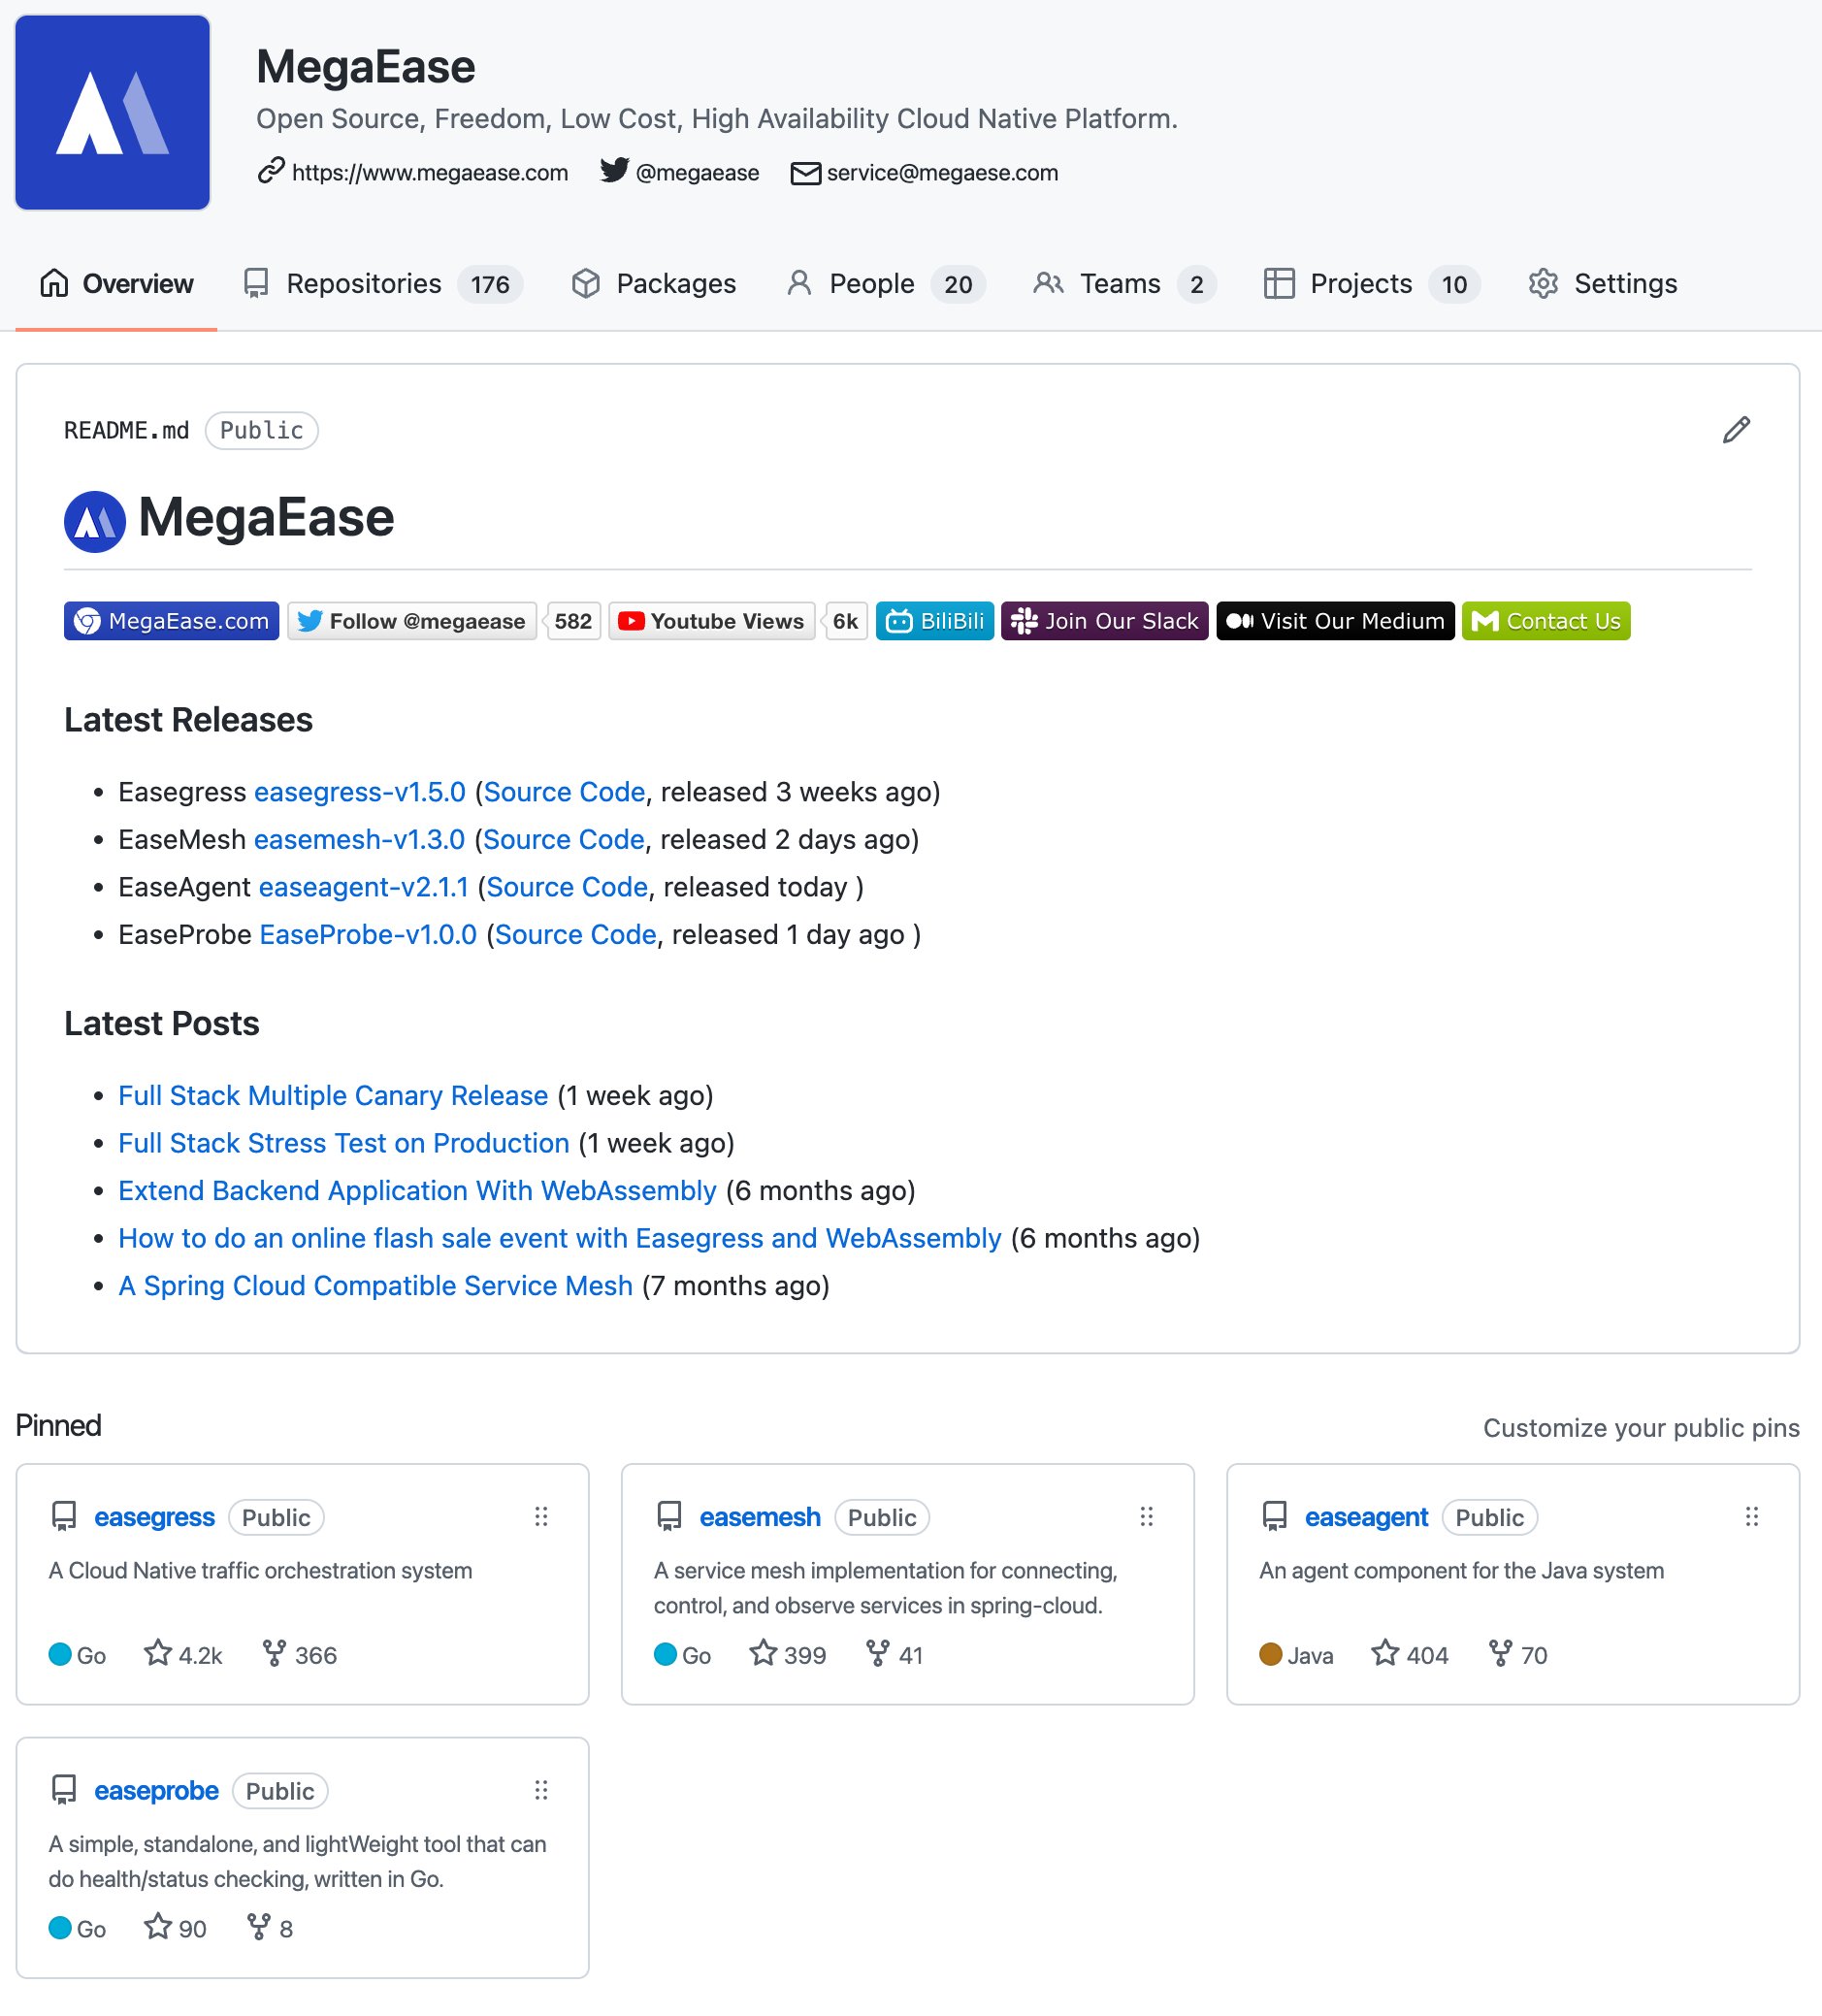 MegaEase
Open Source, Freedom, Low Cost, High Availability Cloud Native Platform.
https://www.megaease.com @megaease service@megaese.com
Overview Repositories 176 Packages People 20 Teams 2 Projects 10 Settings
README.md Public
MegaEase
MegaEase.com Follow @megaease 582 Youtube Views 6k BiliBili Join Our Slack Visit Our Medium Contact Us
Latest Releases
• Easegress easegress-v1.5.0 (Source Code, released 3 weeks ago)
• EaseMesh easemesh-v1.3.0 (Source Code, released 2 days ago)
• EaseAgent easeagent-v2.1.1 (Source Code, released today )
• EaseProbe EaseProbe-v1.0.0 (Source Code, released 1 day ago )
Latest Posts
• Full Stack Multiple Canary Release (1 week ago)
• Full Stack Stress Test on Production (1 week ago)
• Extend Backend Application With WebAssembly (6 months ago)
• How to do an online flash sale event with Easegress and WebAssembly (6 months ago)
• A Spring Cloud Compatible Service Mesh (7 months ago)
Pinned
Customize your public pins
easegress Public
A Cloud Native traffic orchestration system
Go 4.2k 366
easemesh Public
A service mesh implementation for connecting,
control, and observe services in spring-cloud.
Go 399 41
easeagent Public
An agent component for the Java system
Java 404 70
easeprobe Public
A simple, standalone, and lightWeight tool that can
do health/status checking, written in Go.
Go 90 8